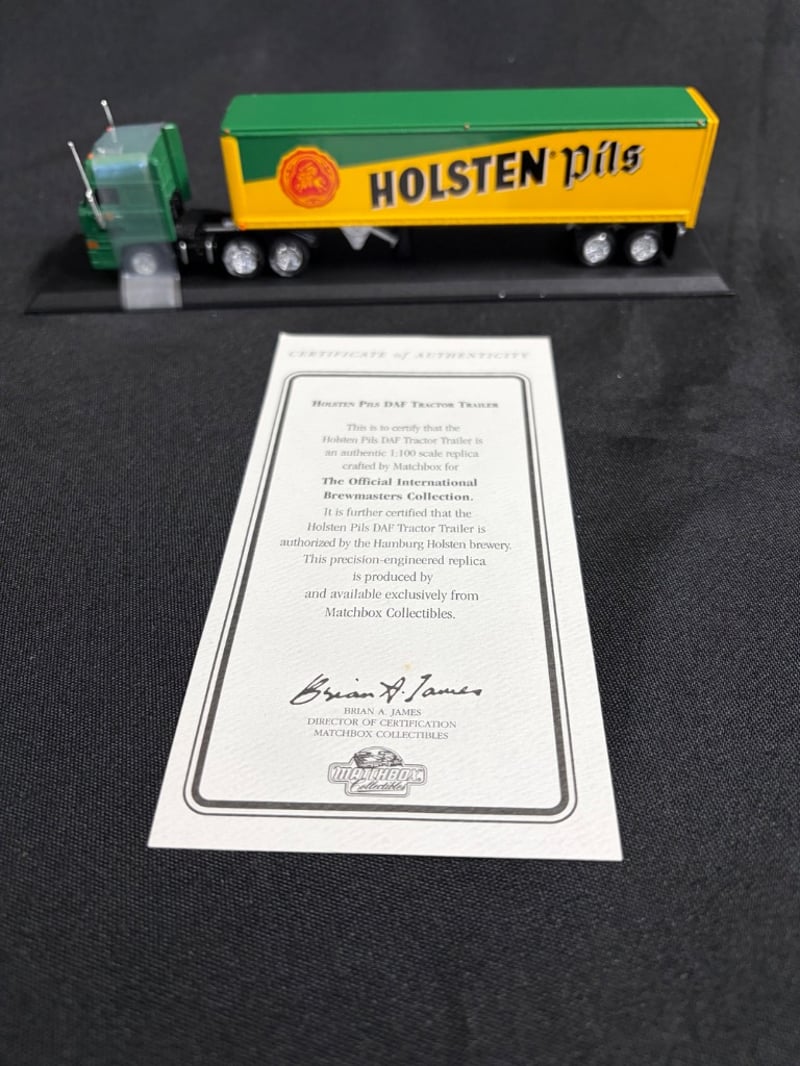 HOLSTEN Pils
CERTIFICATE of AUTHENTICITY
HOLSTEN PILS DAF TRACTOR TRAILER
This is to certify that the
Holsten Pils DAF Tractor Trailer is
an authentic 1:100 scale replica
crafted by Matchbox for
The Official International
Brewmasters Collection.
It is further certified that the
Holsten Pils DAF Tractor Trailer is
authorized by the Hamburg Holsten brewery.
This precision-engineered replica
is produced by
and available exclusively from
Matchbox Collectibles.
Brian A. James
BRIAN A. JAMES
DIRECTOR OF CERTIFICATION
MATCHBOX COLLECTIBLES
MATCHBOX
Collectibles